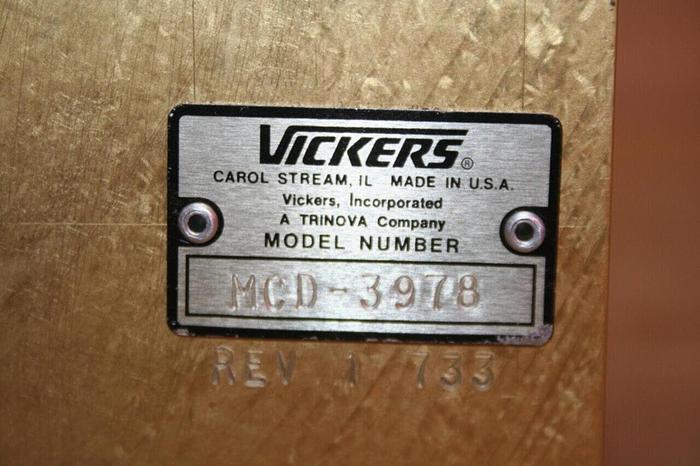 VICKERS®
CAROL STREAM, IL MADE IN U.S.A.
Vickers, Incorporated
A TRINOVA Company
MODEL NUMBER
MCD-3978
REV 1 733